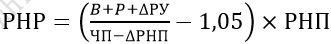 РНР = (В+Р+ΔРУ / ЧП−ΔРНП − 1,05) × РНП